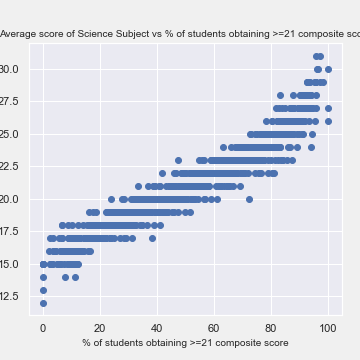 Average score of Science Subject vs % of students obtaining >=21 composite
30.0
27.5
25.0
22.5
20.0
17.5
15.0
12.5
0 20 40 60 80 100
% of students obtaining >=21 composite score